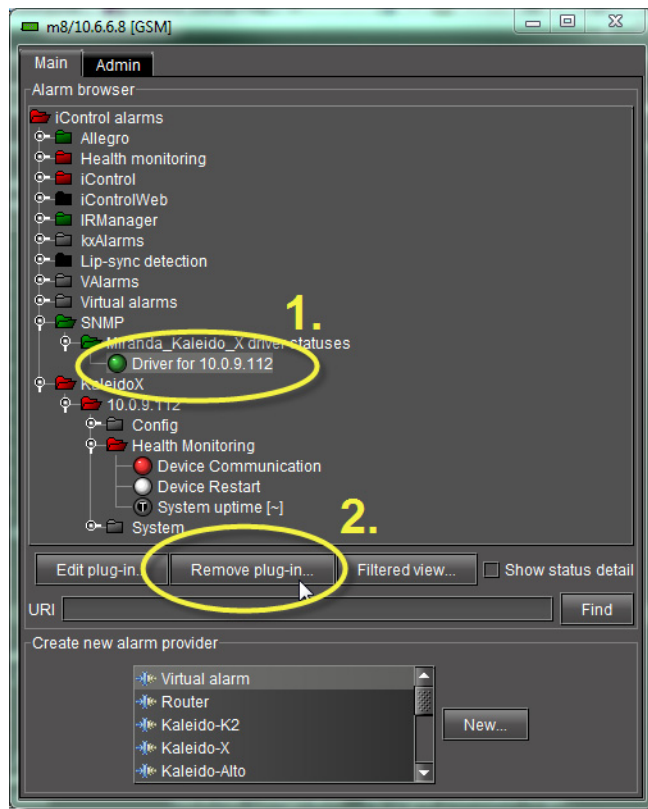 m8/10.6.6.8 [GSM]
Main Admin
Alarm browser
iControl alarms
Allegro
Health monitoring
iControl
iControlWeb
IRManager
kxAlarms
Lip-sync detection
VAlarms
Virtual alarms
SNMP
1.
Miranda_Kaleido_X driver statuses
Driver for 10.0.9.112
KaleidoX
10.0.9.112
Config
Health Monitoring
Device Communication
Device Restart
T System uptime [~]
2.
System
Edit plug-in... Remove plug-in... Filtered view... Show status detail
URI Find
Create new alarm provider
Virtual alarm
Router
Kaleido-K2
New...
Kaleido-X
Kaleido-Alto